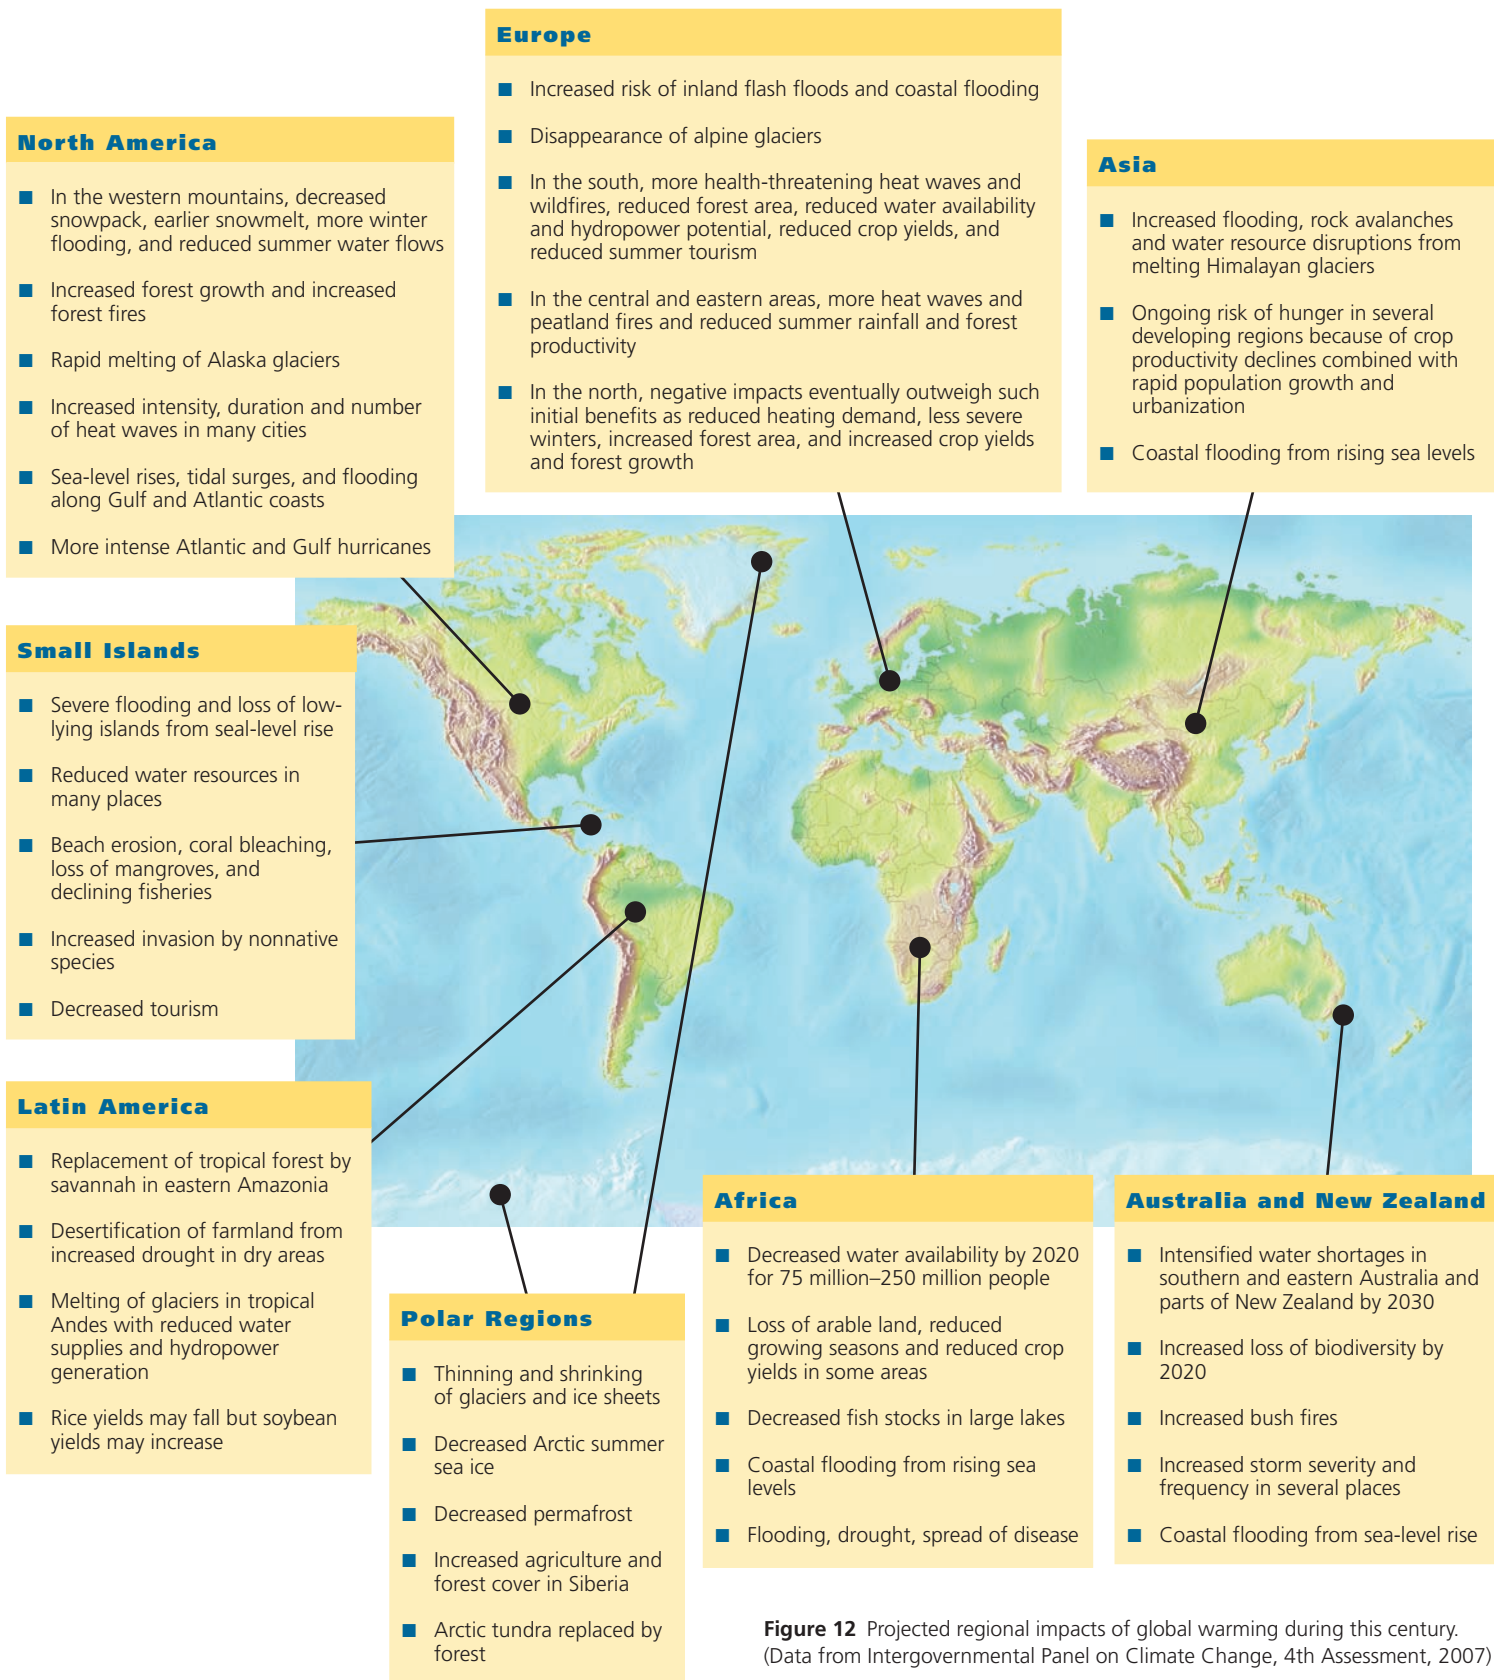 Europe
■ Increased risk of inland flash floods and coastal flooding
■ Disappearance of alpine glaciers
■ In the south, more health-threatening heat waves and
wildfires, reduced forest area, reduced water availability
and hydropower potential, reduced crop yields, and
reduced summer tourism
■ In the central and eastern areas, more heat waves and
peatland fires and reduced summer rainfall and forest
productivity
■ In the north, negative impacts eventually outweigh such
initial benefits as reduced heating demand, less severe
winters, increased forest area, and increased crop yields
and forest growth
North America
■ In the western mountains, decreased
snowpack, earlier snowmelt, more winter
flooding, and reduced summer water flows
■ Increased forest growth and increased
forest fires
■ Rapid melting of Alaska glaciers
■ Increased intensity, duration and number
of heat waves in many cities
■ Sea-level rises, tidal surges, and flooding
along Gulf and Atlantic coasts
■ More intense Atlantic and Gulf hurricanes
Asia
■ Increased flooding, rock avalanches
and water resource disruptions from
melting Himalayan glaciers
■ Ongoing risk of hunger in several
developing regions because of crop
productivity declines combined with
rapid population growth and
urbanization
■ Coastal flooding from rising sea levels
Small Islands
■ Severe flooding and loss of low-
lying islands from seal-level rise
■ Reduced water resources in
many places
■ Beach erosion, coral bleaching,
loss of mangroves, and
declining fisheries
■ Increased invasion by nonnative
species
■ Decreased tourism
Latin America
■ Replacement of tropical forest by
savannah in eastern Amazonia
■ Desertification of farmland from
increased drought in dry areas
■ Melting of glaciers in tropical
Andes with reduced water
supplies and hydropower
generation
■ Rice yields may fall but soybean
yields may increase
Polar Regions
■ Thinning and shrinking
of glaciers and ice sheets
■ Decreased Arctic summer
sea ice
■ Decreased permafrost
■ Increased agriculture and
forest cover in Siberia
■ Arctic tundra replaced by
forest
Africa
■ Decreased water availability by 2020
for 75 million–250 million people
■ Loss of arable land, reduced
growing seasons and reduced crop
yields in some areas
■ Decreased fish stocks in large lakes
■ Coastal flooding from rising sea
levels
■ Flooding, drought, spread of disease
Australia and New Zealand
■ Intensified water shortages in
southern and eastern Australia and
parts of New Zealand by 2030
■ Increased loss of biodiversity by
2020
■ Increased bush fires
■ Increased storm severity and
frequency in several places
■ Coastal flooding from sea-level rise
Figure 12 Projected regional impacts of global warming during this century.
(Data from Intergovernmental Panel on Climate Change, 4th Assessment, 2007)